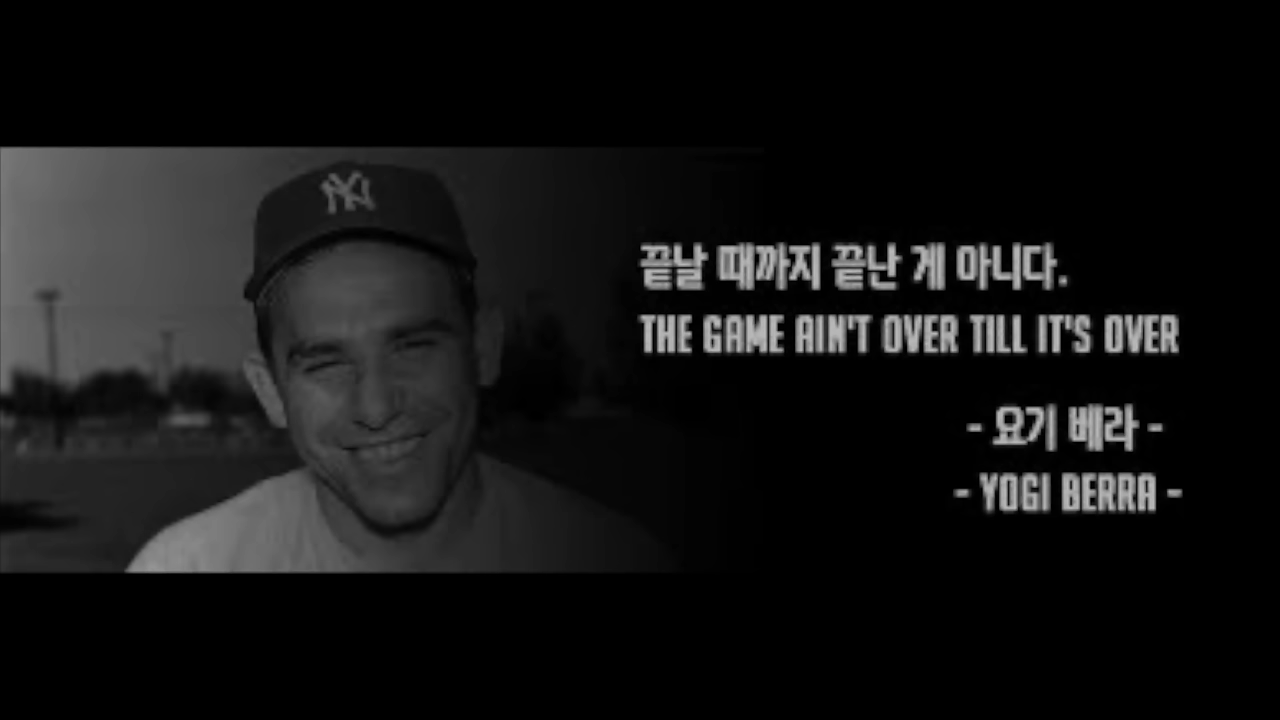 NY
끝날 때까지 끝난 게 아니다.
THE GAME AIN'T OVER TILL IT'S OVER
- 요기 베라 -
- YOGI BERRA -